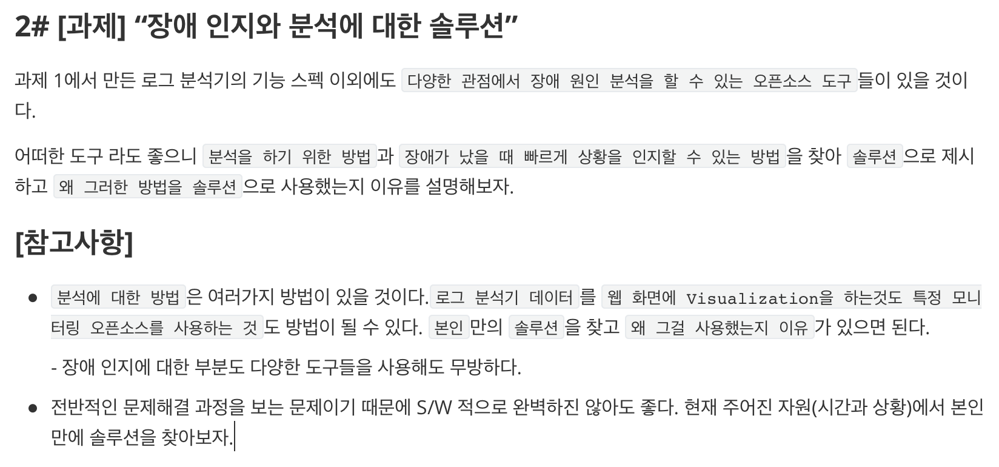 2# [과제] “장애 인지와 분석에 대한 솔루션”
과제 1에서 만든 로그 분석기의 기능 스펙 이외에도 다양한 관점에서 장애 원인 분석을 할 수 있는 오픈소스 도구들이 있을 것이
다.
어떠한 도구 라도 좋으니 분석을 하기 위한 방법과 장애가 났을 때 빠르게 상황을 인지할 수 있는 방법을 찾아 솔루션으로 제시
하고 왜 그러한 방법을 솔루션으로 사용했는지 이유를 설명해보자.
[참고사항]
● 분석에 대한 방법은 여러가지 방법이 있을 것이다.로그 분석기 데이터를 웹 화면에 Visualization을 하는것도 특정 모니
터링 오픈소스를 사용하는 것도 방법이 될 수 있다. 본인만의 솔루션을 찾고 왜 그걸 사용했는지 이유가 있으면 된다.
- 장애 인지에 대한 부분도 다양한 도구들을 사용해도 무방하다.
● 전반적인 문제해결 과정을 보는 문제이기 때문에 S/W 적으로 완벽하진 않아도 좋다. 현재 주어진 자원(시간과 상황)에서 본인
만에 솔루션을 찾아보자.